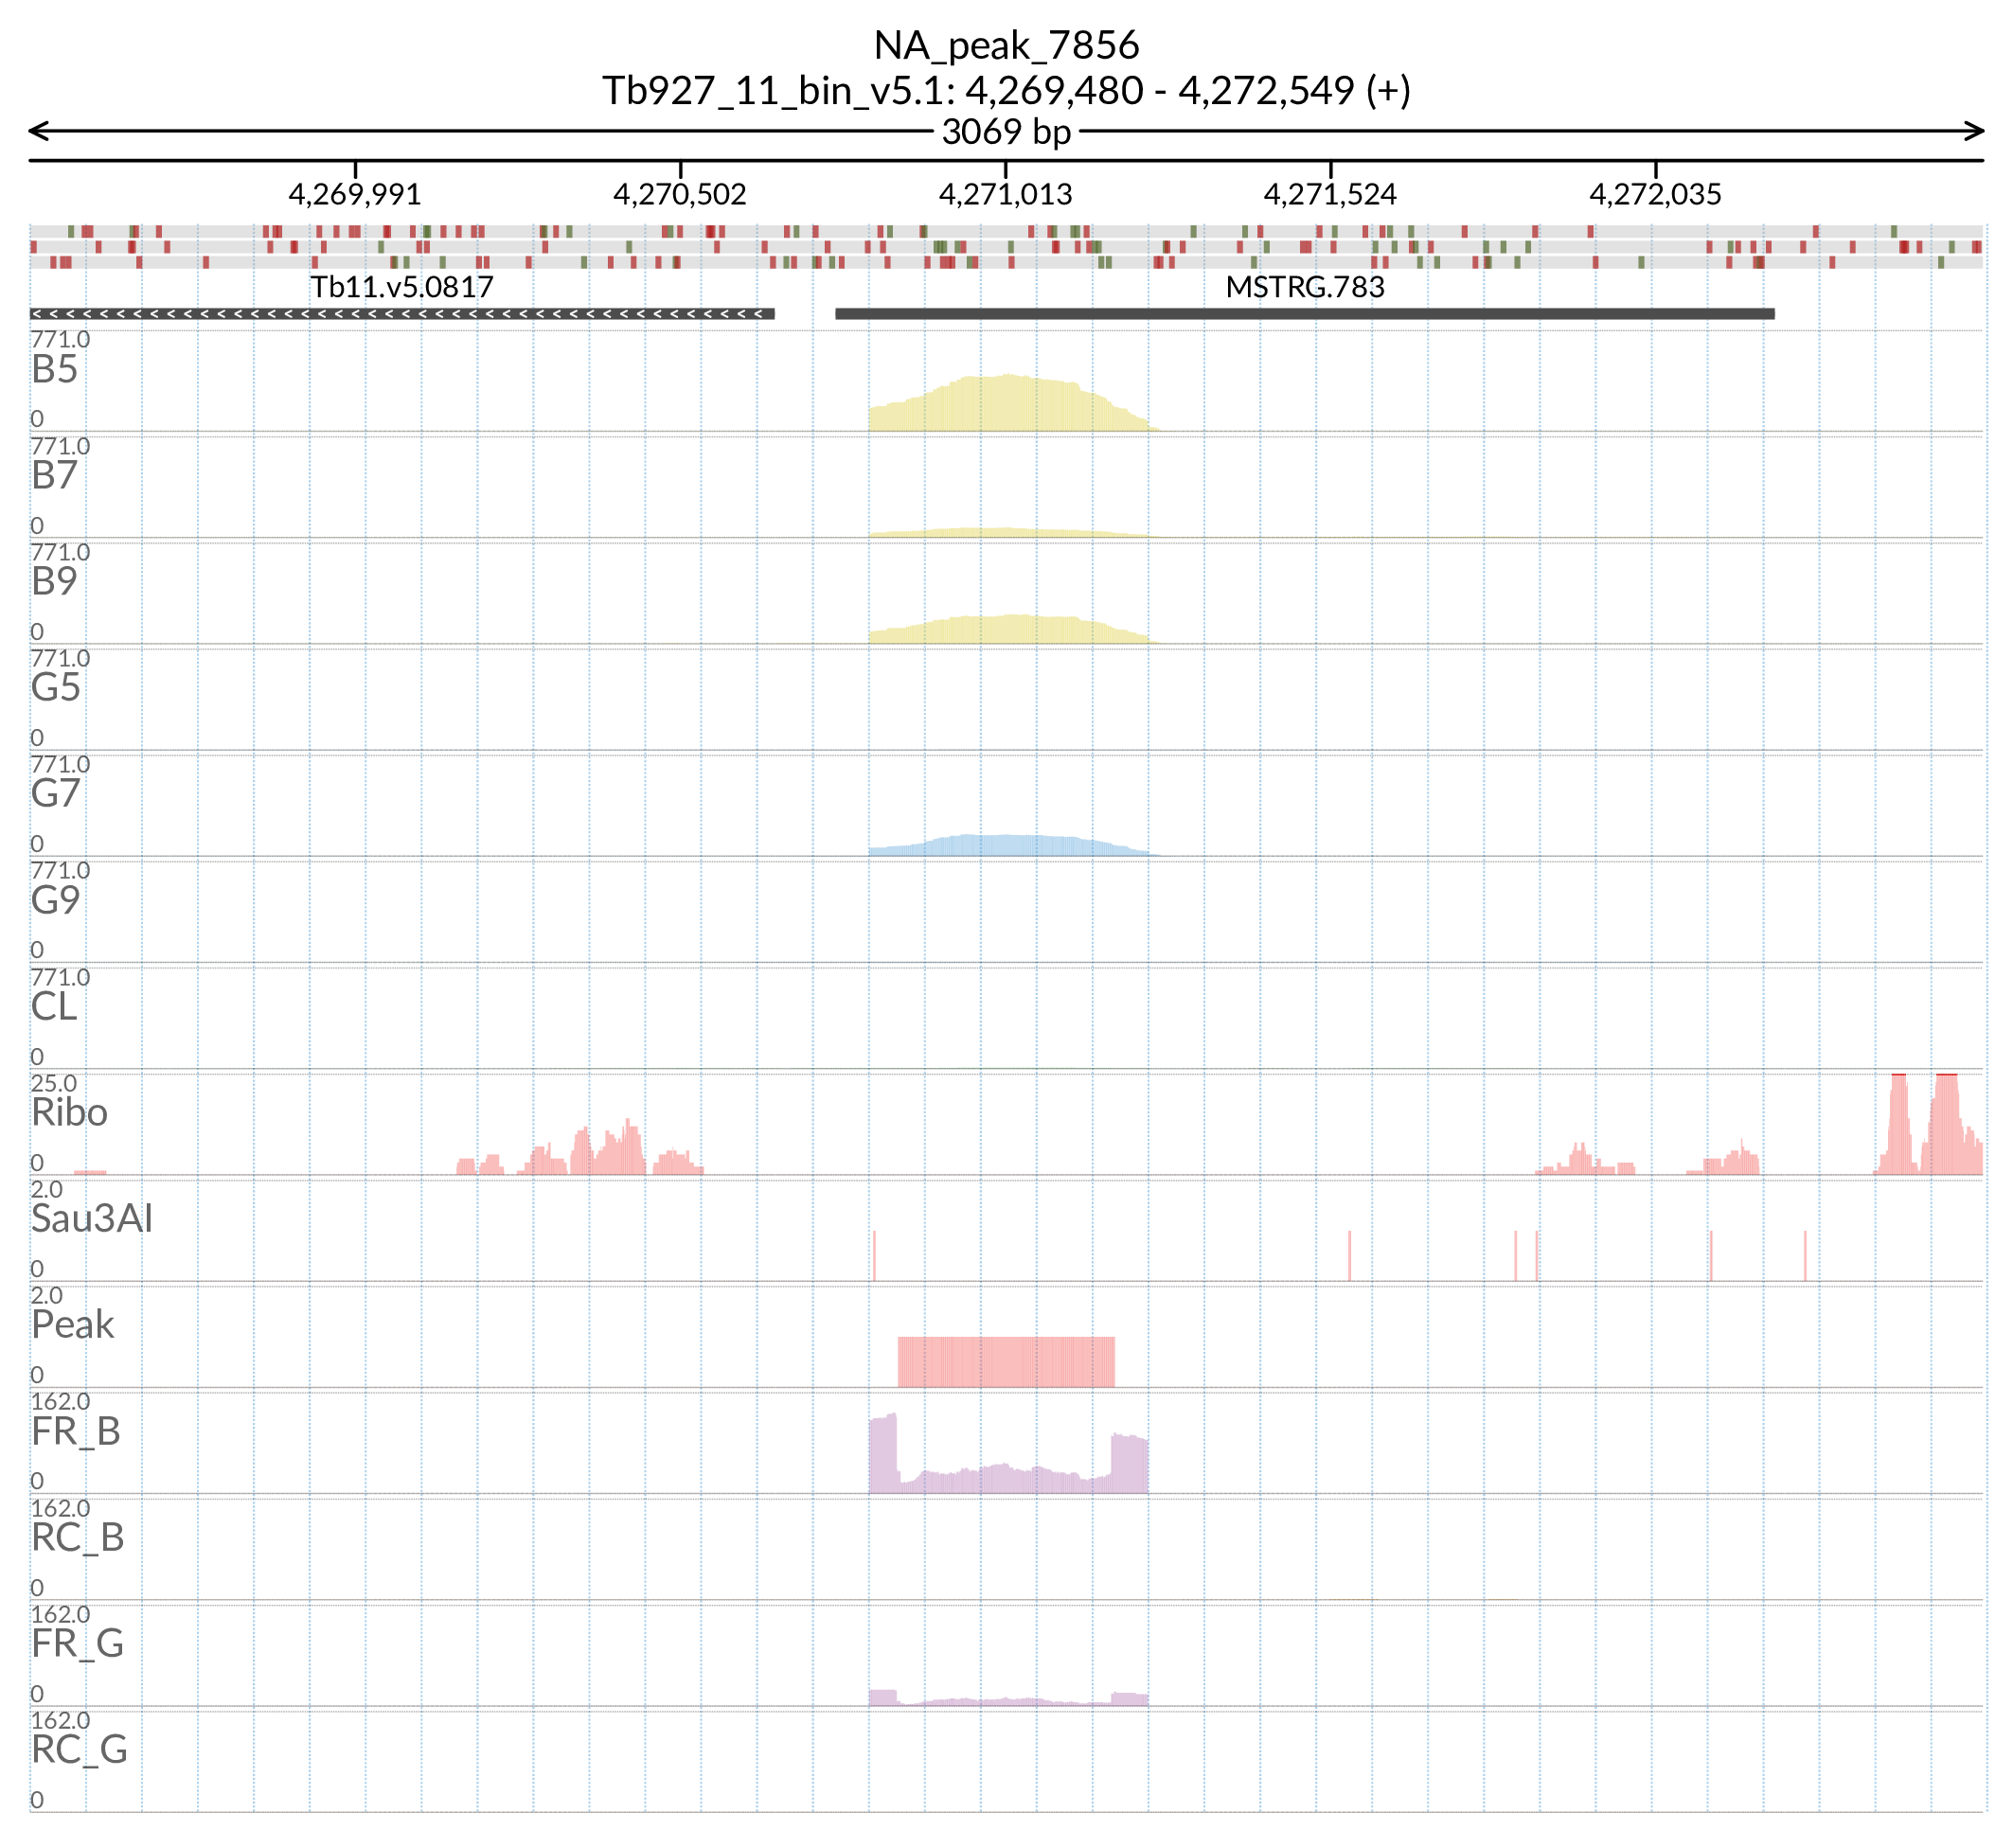 NA_peak_7856
Tb927_11_bin_v5.1: 4,269,480 - 4,272,549 (+)
3069 bp
4,269,991 4,270,502 4,271,013 4,271,524 4,272,035
Tb11.v5.0817 MSTRG.783
771.0
B5
0
771.0
B7
0
771.0
B9
0
771.0
G5
0
771.0
G7
0
771.0
G9
0
771.0
CL
0
25.0
Ribo
0
2.0
Sau3AI
0
2.0
Peak
0
162.0
FR_B
0
162.0
RC_B
0
162.0
FR_G
0
162.0
RC_G
0